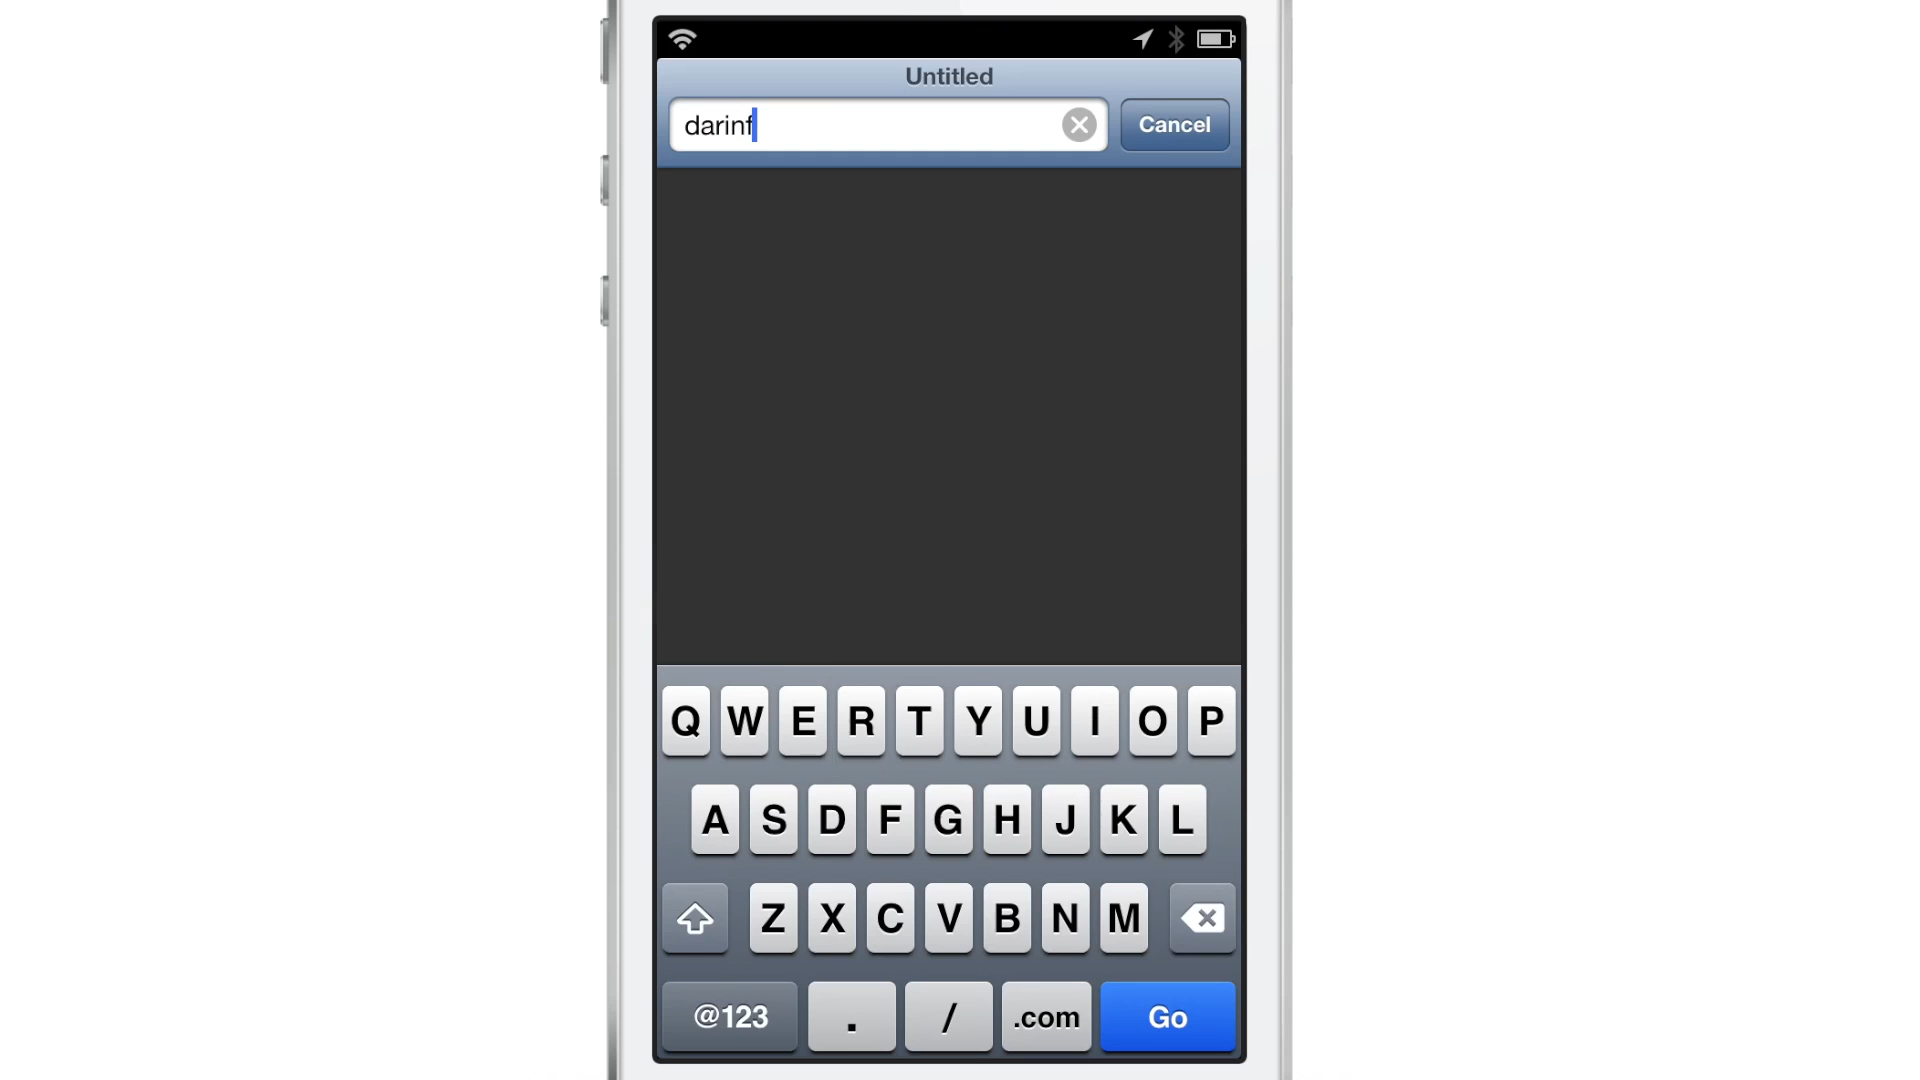 Untitled
darinf
Cancel
Q W E R T Y U I O P
A S D F G H J K L
Z X C V B N M
@123 . / .com Go